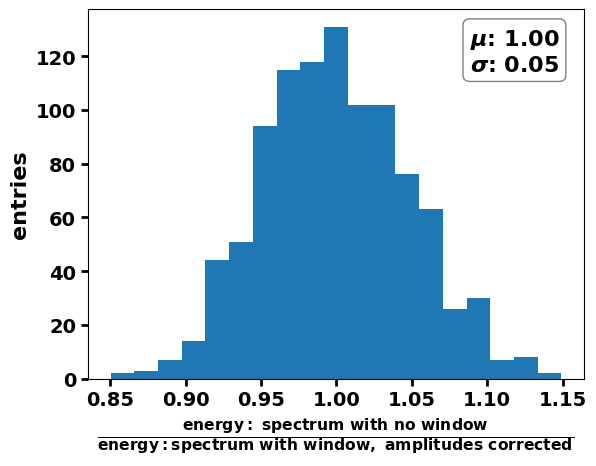 μ: 1.00
σ: 0.05
entries
120
100
80
60
40
20
0
0.85 0.90 0.95 1.00 1.05 1.10 1.15
energy: spectrum with no window
energy: spectrum with window, amplitudes corrected